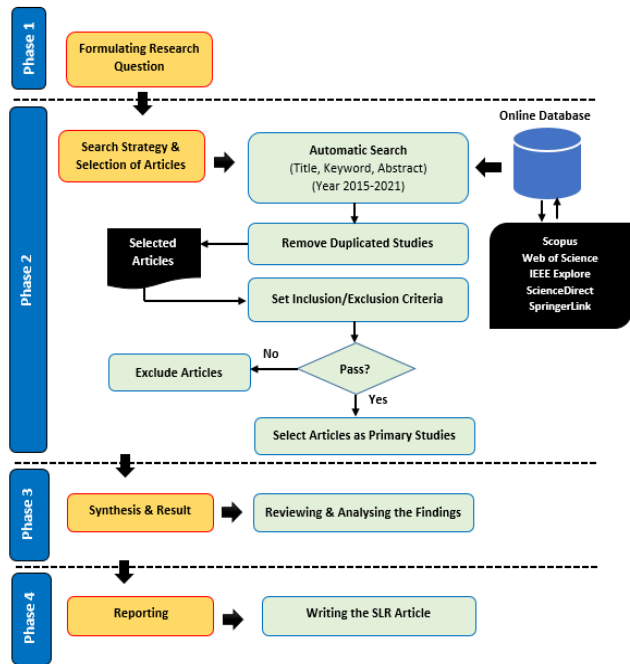 Phase 1
Formulating Research
Question
Phase 2
Search Strategy &
Selection of Articles
Automatic Search
(Title, Keyword, Abstract)
(Year 2015-2021)
Online Database
Scopus
Web of Science
IEEE Explore
ScienceDirect
SpringerLink
Remove Duplicated Studies
Selected
Articles
Set Inclusion/Exclusion Criteria
Pass?
No
Exclude Articles
Yes
Select Articles as Primary Studies
Phase 3
Synthesis & Result
Reviewing & Analysing the Findings
Phase 4
Reporting
Writing the SLR Article